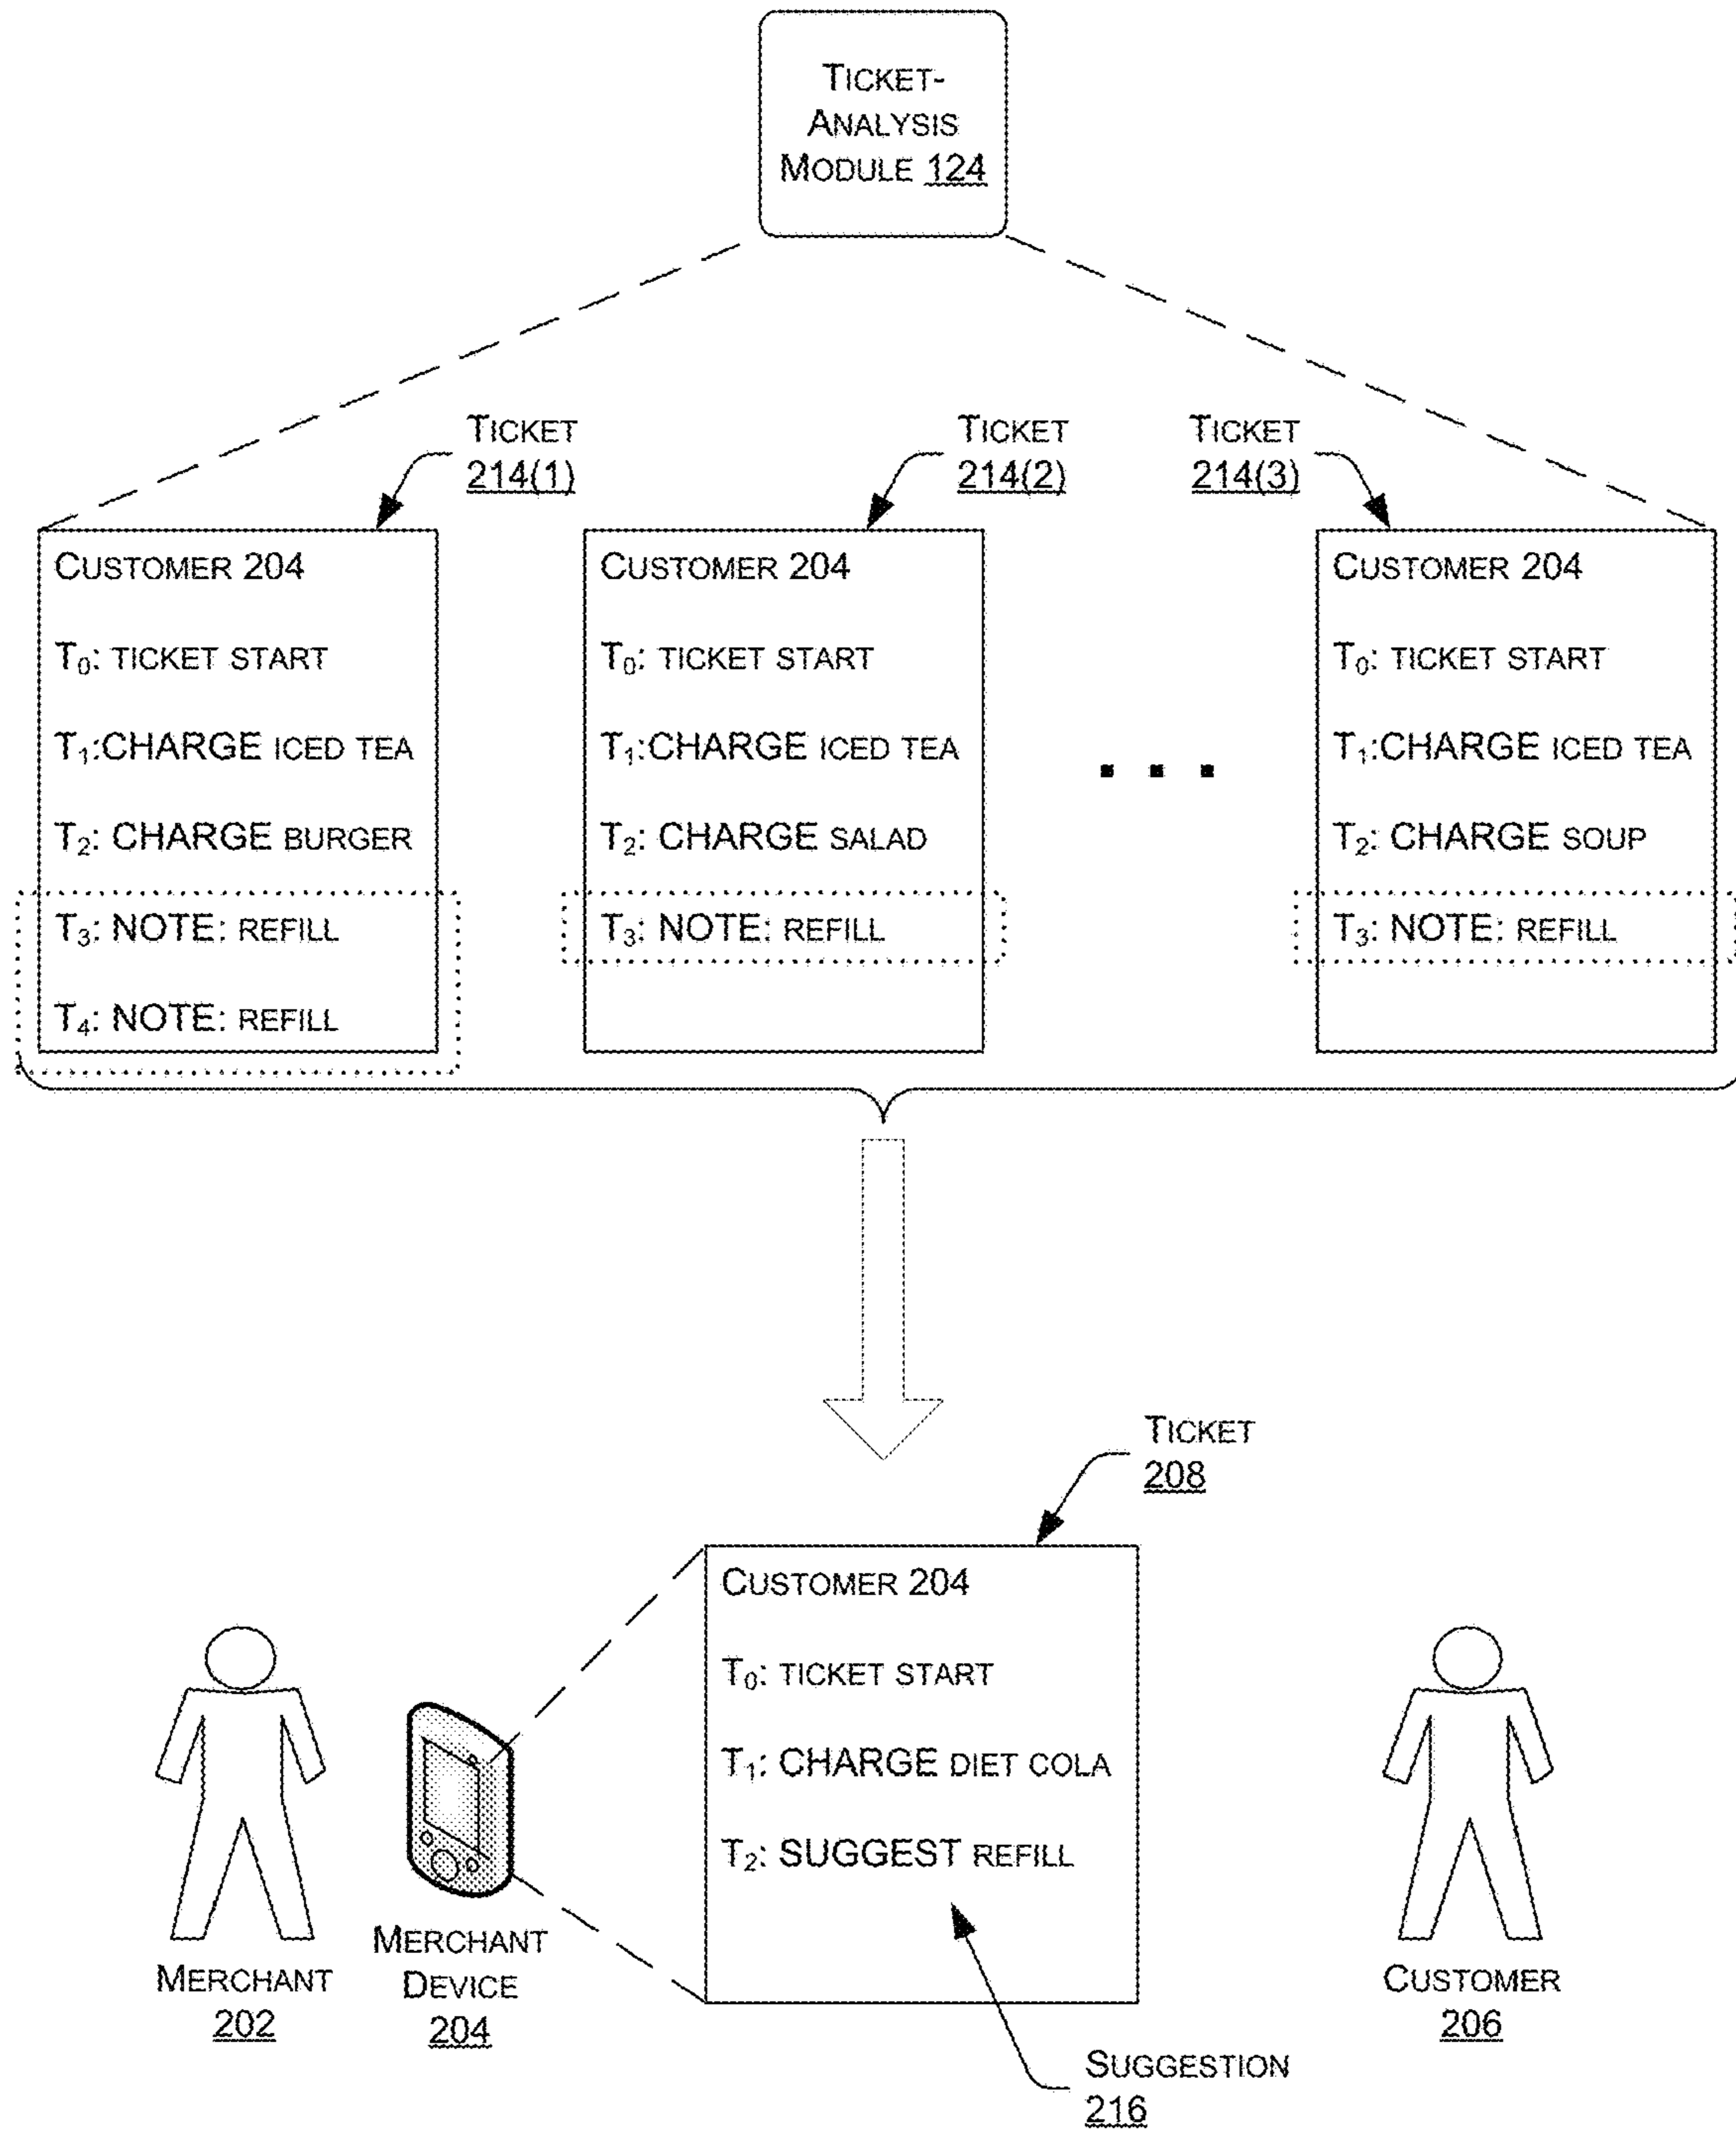 TICKET-
ANALYSIS
MODULE 124
TICKET
214(1)
TICKET
214(2)
TICKET
214(3)
CUSTOMER 204
T0: TICKET START
T1:CHARGE ICED TEA
T2: CHARGE BURGER
T3: NOTE: REFILL
T4: NOTE: REFILL
CUSTOMER 204
T0: TICKET START
T1:CHARGE ICED TEA
T2: CHARGE SALAD
T3: NOTE: REFILL
. . .
CUSTOMER 204
T0: TICKET START
T1:CHARGE ICED TEA
T2: CHARGE SOUP
T3: NOTE: REFILL
TICKET
208
CUSTOMER 204
T0: TICKET START
T1: CHARGE DIET COLA
T2: SUGGEST REFILL
MERCHANT
202
MERCHANT
DEVICE
204
CUSTOMER
206
SUGGESTION
216